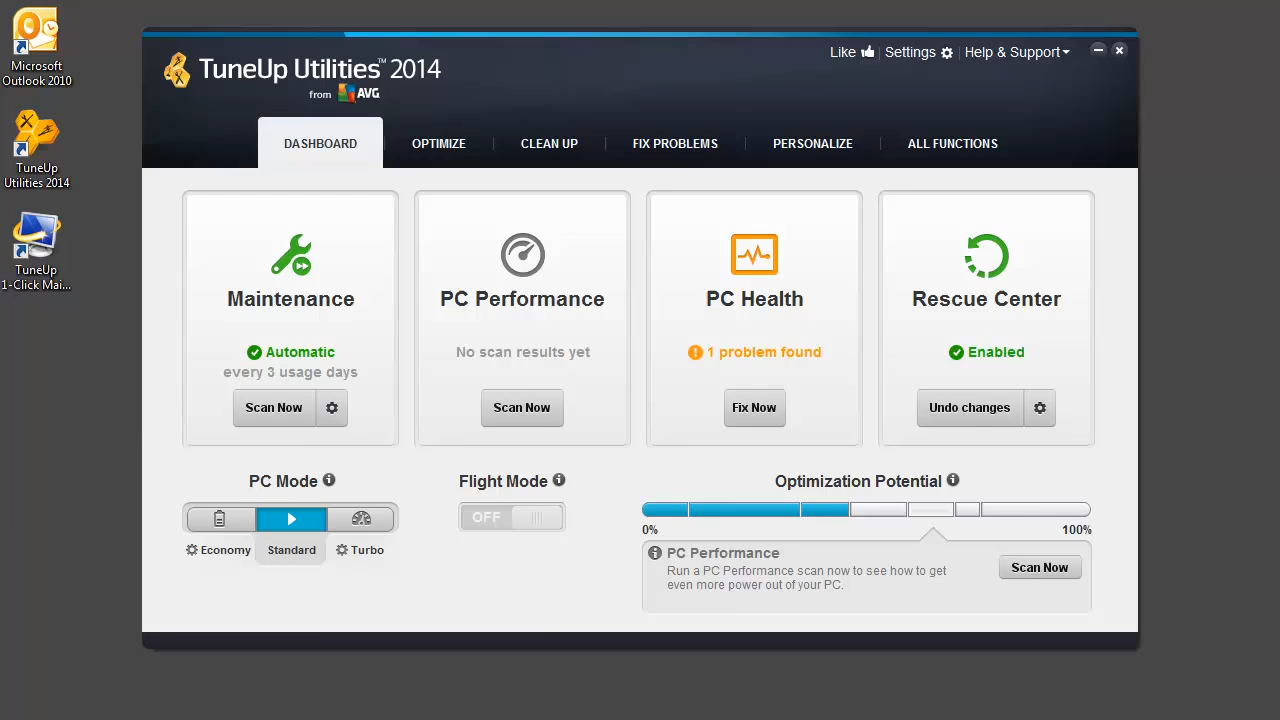 Microsoft
Outlook 2010
TuneUp
Utilities 2014
TuneUp
1-Click Mai...
TuneUp Utilities™ 2014
from AVG
Like
Settings
Help & Support
DASHBOARD
OPTIMIZE
CLEAN UP
FIX PROBLEMS
PERSONALIZE
ALL FUNCTIONS
Maintenance
Automatic
every 3 usage days
Scan Now
PC Performance
No scan results yet
Scan Now
PC Health
1 problem found
Fix Now
Rescue Center
Enabled
Undo changes
PC Mode
Economy
Standard
Turbo
Flight Mode
OFF
Optimization Potential
0%
100%
PC Performance
Run a PC Performance scan now to see how to get
even more power out of your PC.
Scan Now